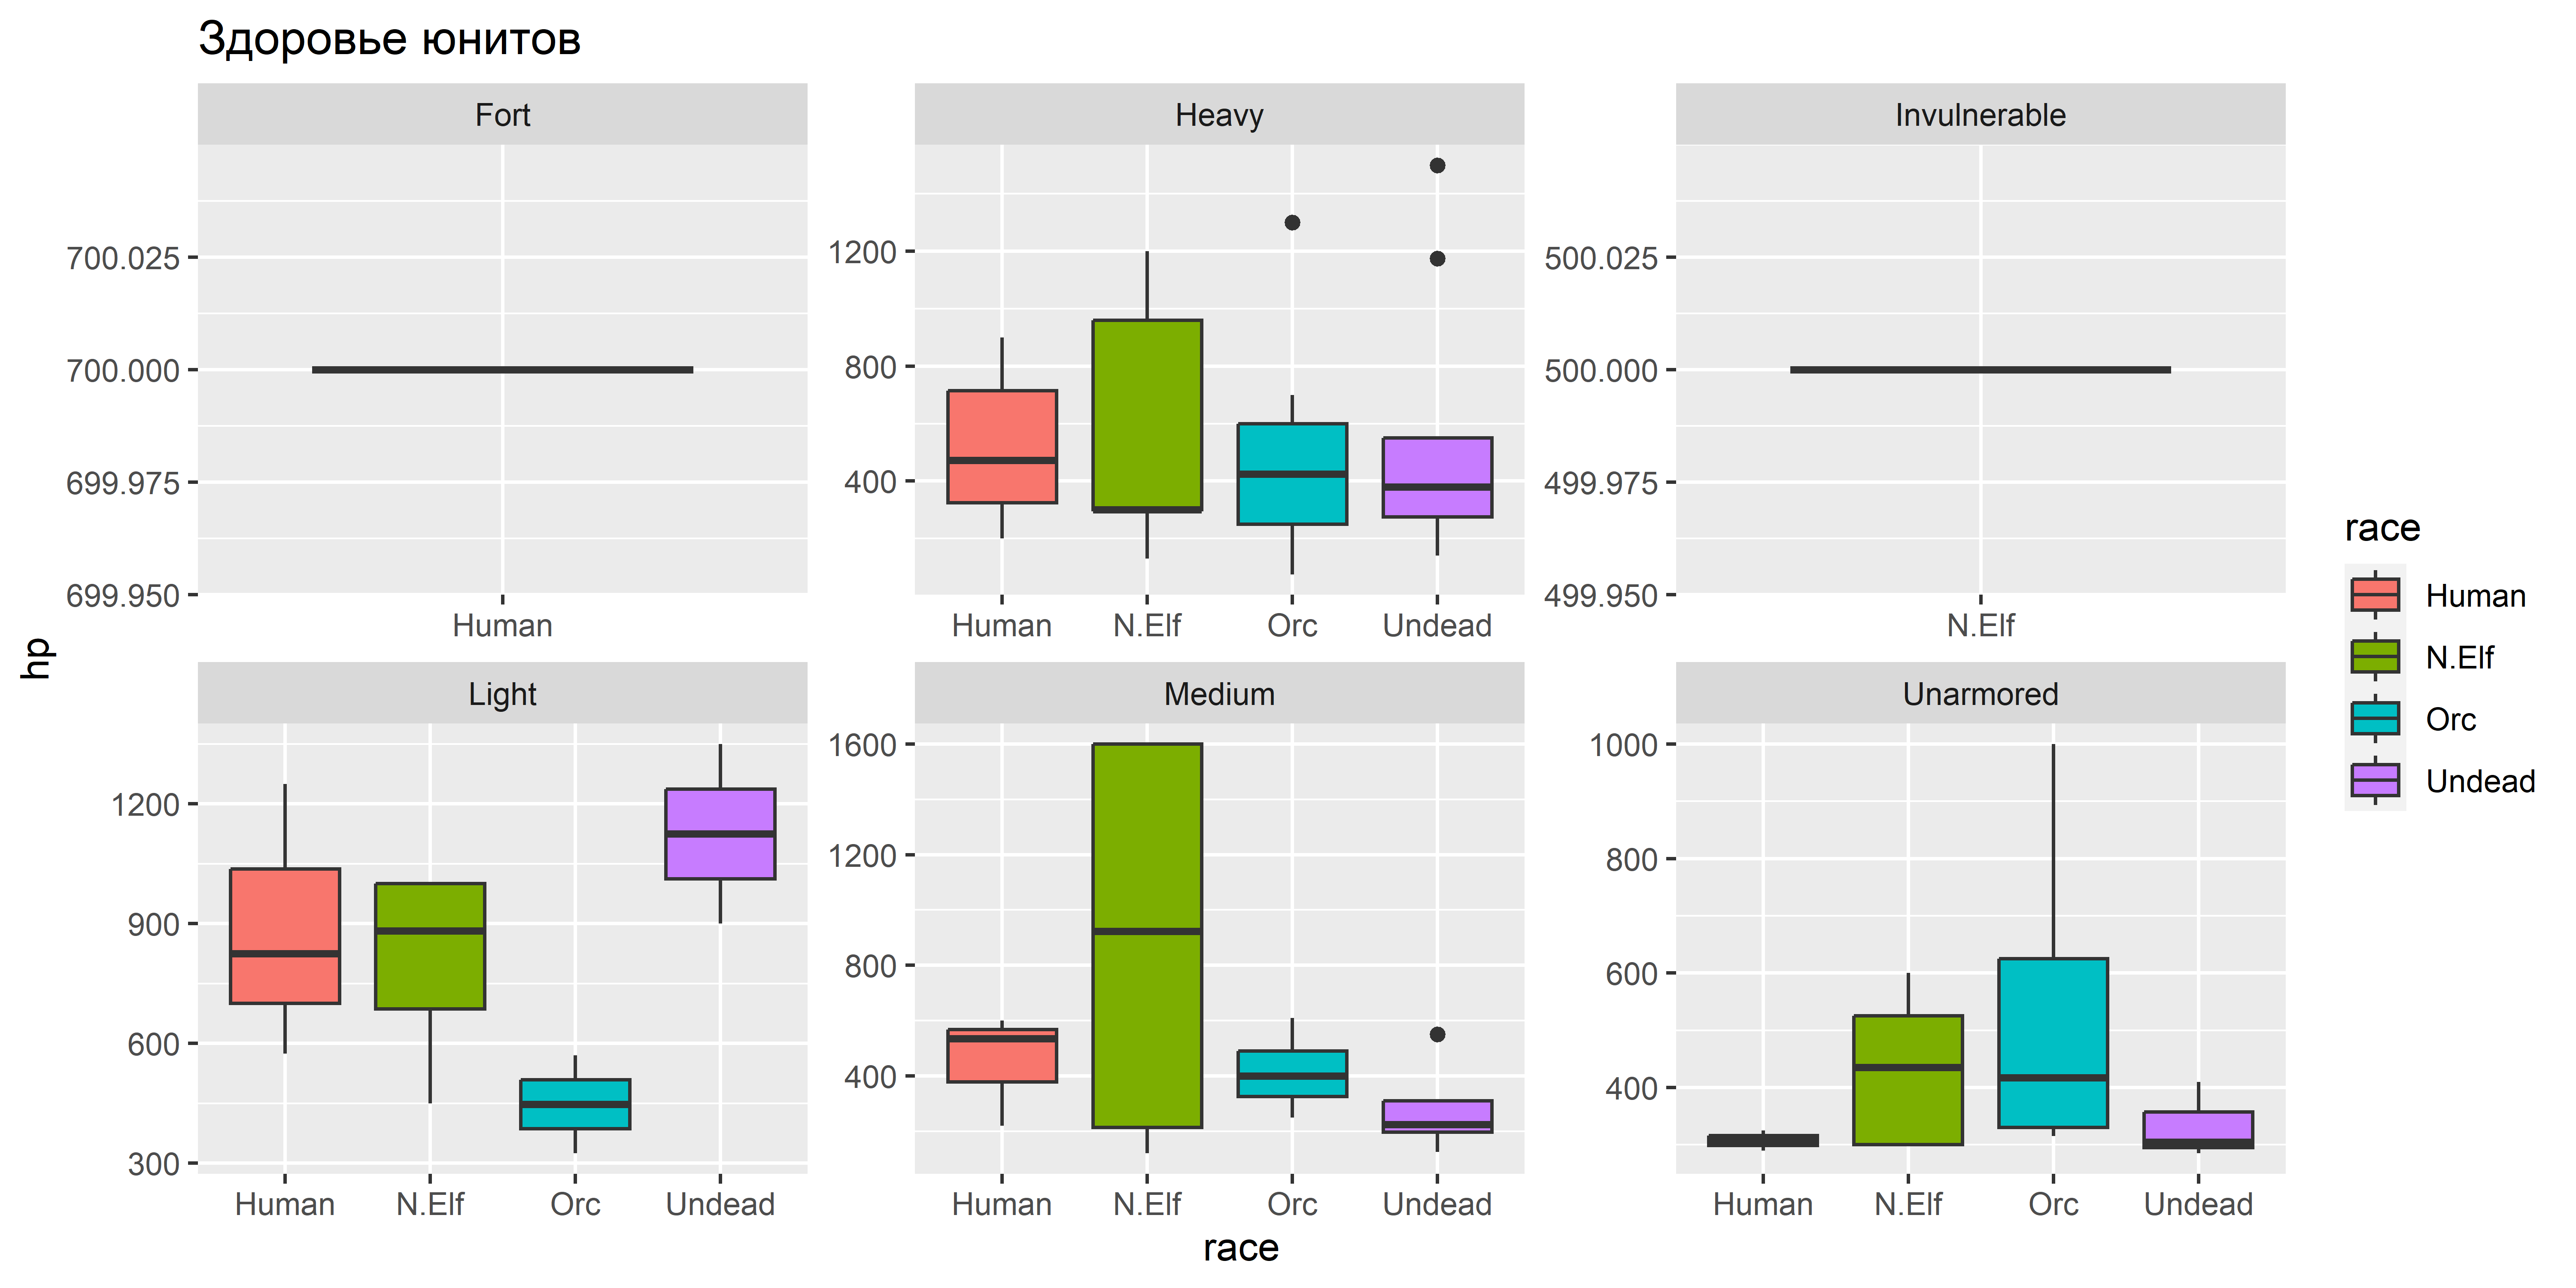 Здоровье юнитов
Fort
Heavy
Invulnerable
700.025
700.000
699.975
699.950
1200
800
400
500.025
500.000
499.975
499.950
Human
Human N.Elf Orc Undead
N.Elf
hp
Light
Medium
Unarmored
1200
900
600
300
1600
1200
800
400
1000
800
600
400
Human N.Elf Orc Undead
Human N.Elf Orc Undead
Human N.Elf Orc Undead
race
race
Human
N.Elf
Orc
Undead